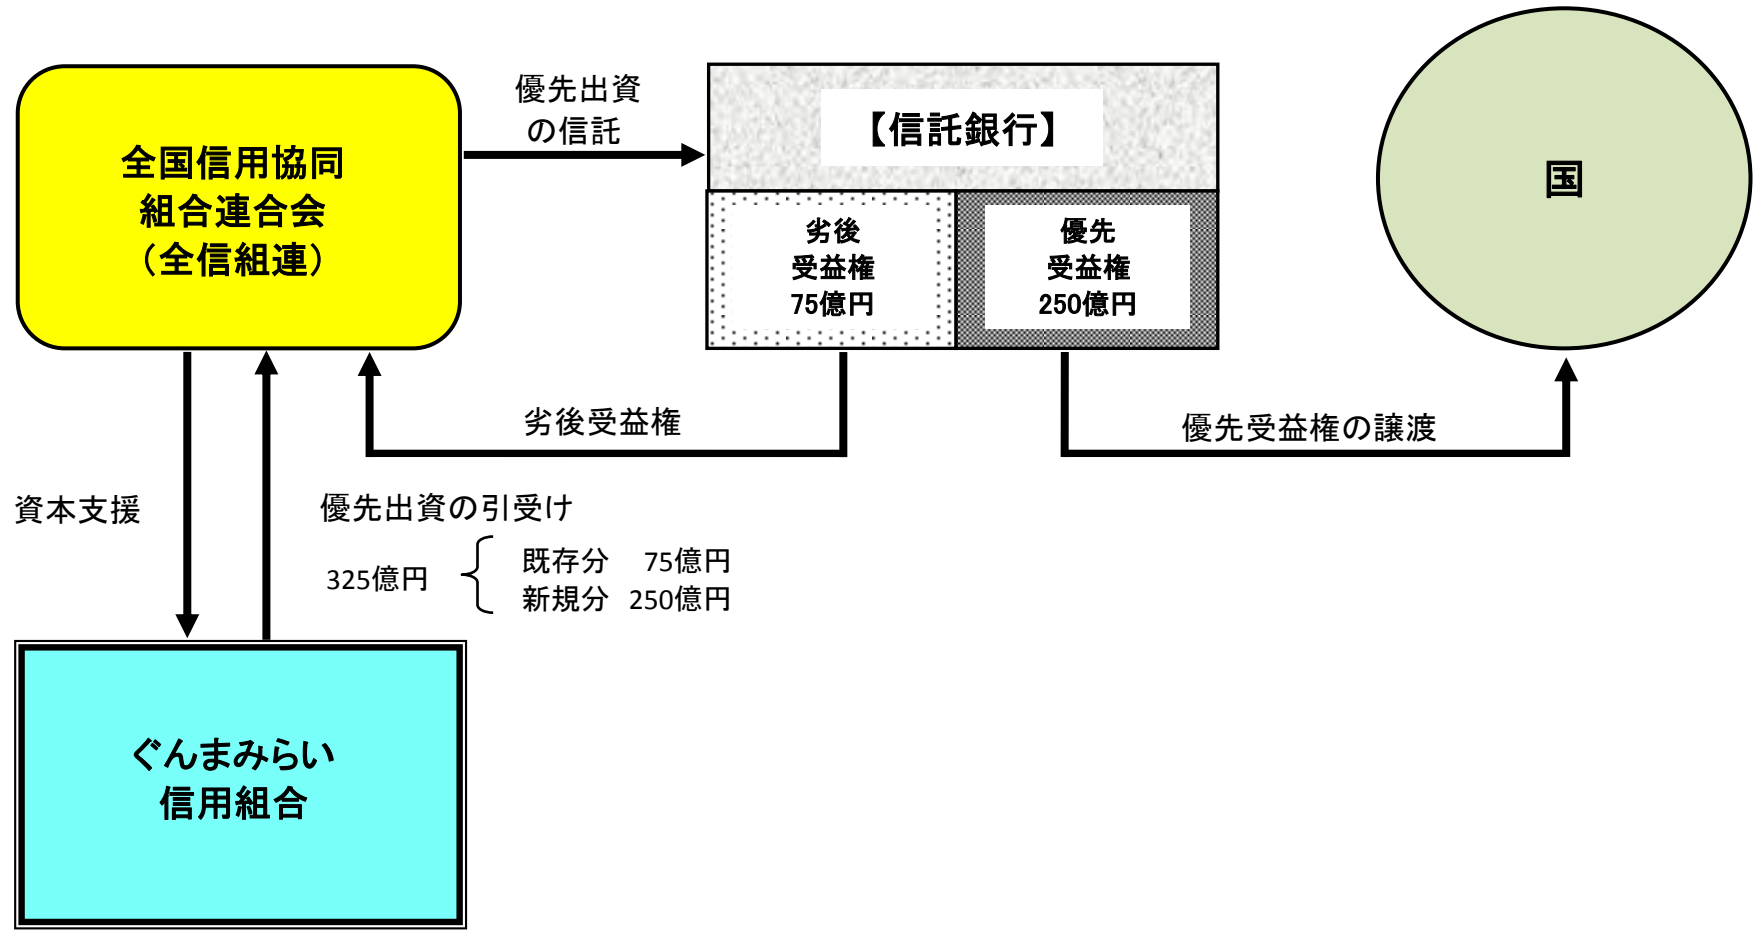 全国信用協同
組合連合会
（全信組連）
優先出資
の信託
【信託銀行】
劣後
受益権
75億円
優先
受益権
250億円
国
劣後受益権
優先受益権の譲渡
資本支援
優先出資の引受け
325億円
既存分 75億円
新規分 250億円
ぐんまみらい
信用組合